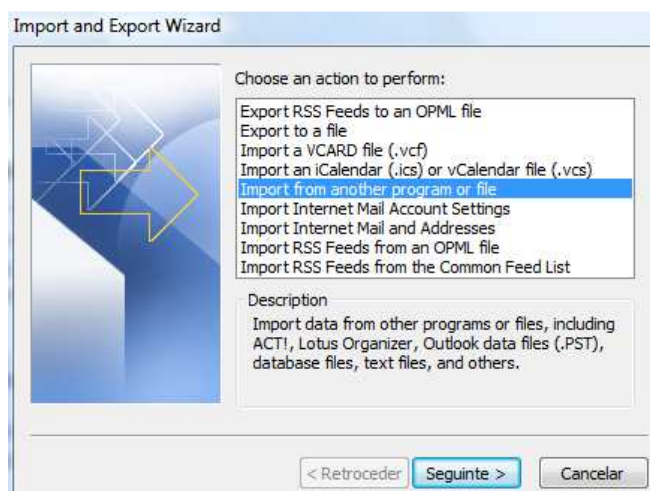 Import and Export Wizard
Choose an action to perform:
Export RSS Feeds to an OPML file
Export to a file
Import a VCARD file (.vcf)
Import an iCalendar (.ics) or vCalendar file (.vcs)
Import from another program or file
Import Internet Mail Account Settings
Import Internet Mail and Addresses
Import RSS Feeds from an OPML file
Import RSS Feeds from the Common Feed List
Description
Import data from other programs or files, including
ACT!, Lotus Organizer, Outlook data files (.PST),
database files, text files, and others.
< Retroceder Seguinte > Cancelar